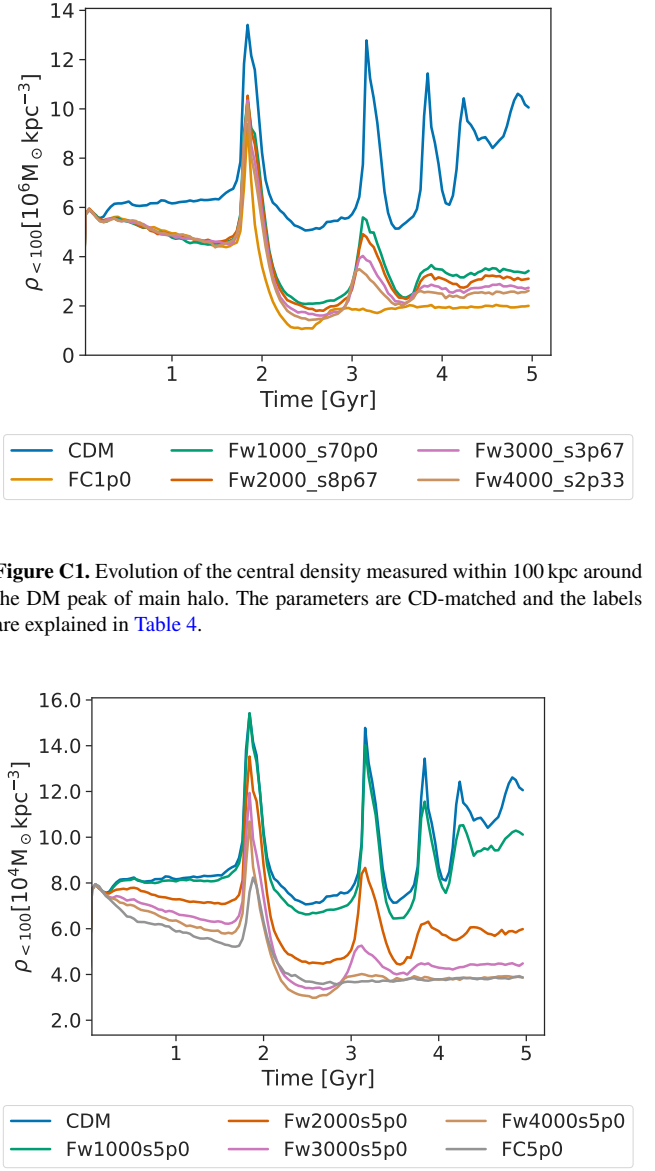 14
12
10
8
6
4
2
0
ρ<100[10⁶M⊙kpc⁻³]
1 2 3 4 5
Time [Gyr]
CDM Fw1000_s70p0 Fw3000_s3p67
FC1p0 Fw2000_s8p67 Fw4000_s2p33
Figure C1. Evolution of the central density measured within 100 kpc around
the DM peak of main halo. The parameters are CD-matched and the labels
are explained in Table 4.
16.0
14.0
12.0
10.0
8.0
6.0
4.0
2.0
ρ<100[10⁴M⊙kpc⁻³]
1 2 3 4 5
Time [Gyr]
CDM Fw2000s5p0 Fw4000s5p0
Fw1000s5p0 Fw3000s5p0 FC5p0